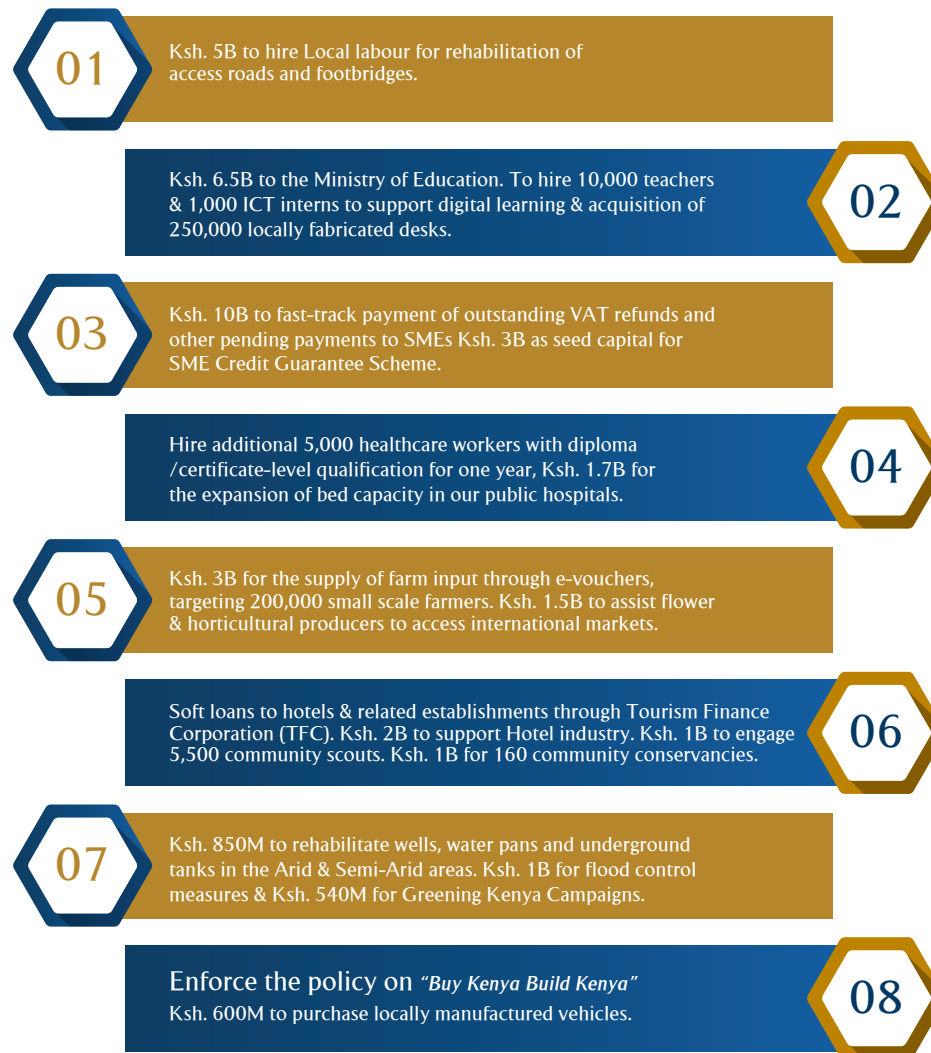 01
Ksh. 5B to hire Local labour for rehabilitation of
access roads and footbridges.
Ksh. 6.5B to the Ministry of Education. To hire 10,000 teachers
& 1,000 ICT interns to support digital learning & acquisition of
250,000 locally fabricated desks.
02
03
Ksh. 10B to fast-track payment of outstanding VAT refunds and
other pending payments to SMEs Ksh. 3B as seed capital for
SME Credit Guarantee Scheme.
Hire additional 5,000 healthcare workers with diploma
/certificate-level qualification for one year, Ksh. 1.7B for
the expansion of bed capacity in our public hospitals.
04
05
Ksh. 3B for the supply of farm input through e-vouchers,
targeting 200,000 small scale farmers. Ksh. 1.5B to assist flower
& horticultural producers to access international markets.
Soft loans to hotels & related establishments through Tourism Finance
Corporation (TFC). Ksh. 2B to support Hotel industry. Ksh. 1B to engage
5,500 community scouts. Ksh. 1B for 160 community conservancies.
06
07
Ksh. 850M to rehabilitate wells, water pans and underground
tanks in the Arid & Semi-Arid areas. Ksh. 1B for flood control
measures & Ksh. 540M for Greening Kenya Campaigns.
Enforce the policy on “Buy Kenya Build Kenya”
Ksh. 600M to purchase locally manufactured vehicles.
08